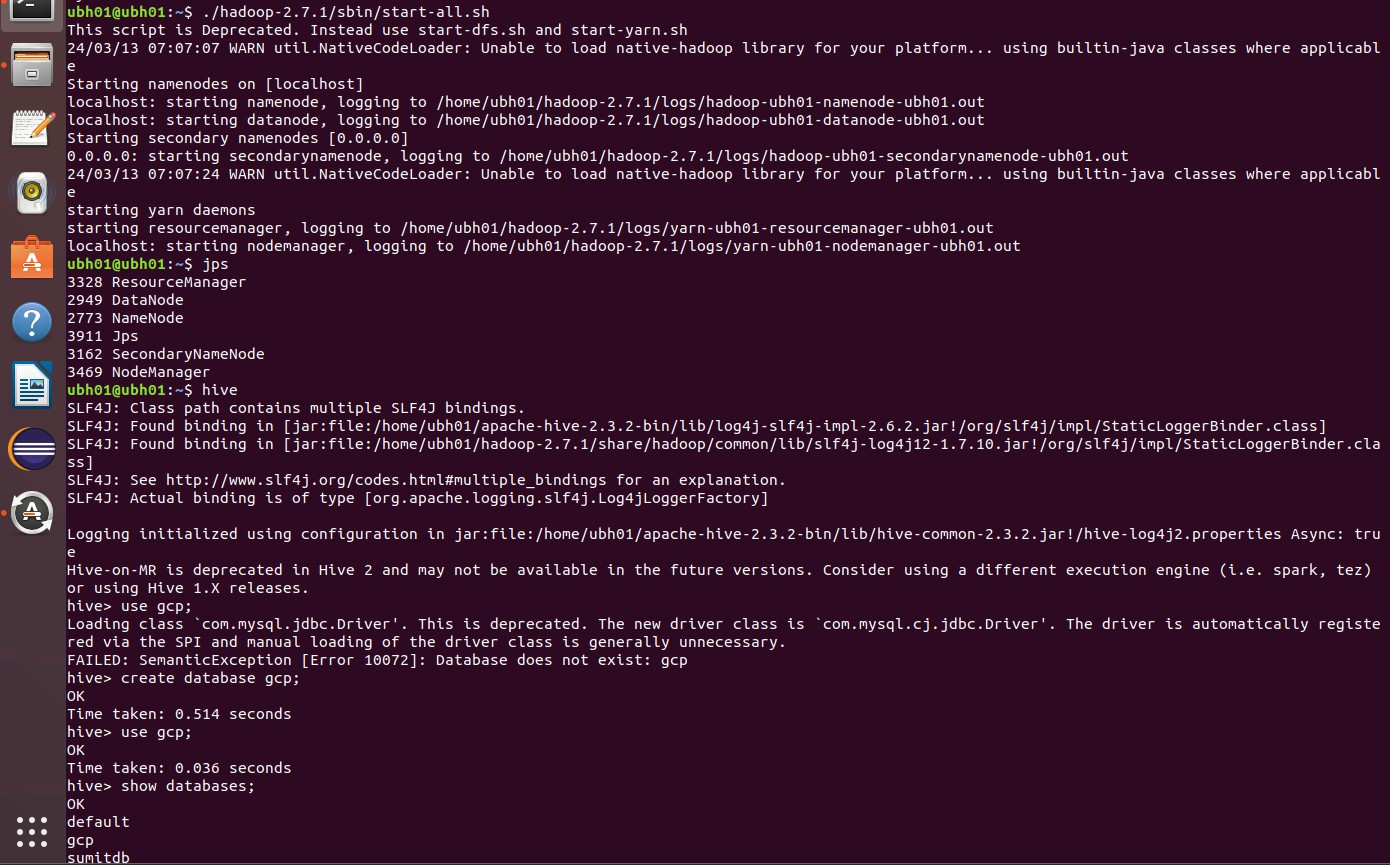 ubh01@ubh01:~$ ./hadoop-2.7.1/sbin/start-all.sh
This script is Deprecated. Instead use start-dfs.sh and start-yarn.sh
24/03/13 07:07:07 WARN util.NativeCodeLoader: Unable to load native-hadoop library for your platform... using builtin-java classes where applicabl
e
Starting namenodes on [localhost]
localhost: starting namenode, logging to /home/ubh01/hadoop-2.7.1/logs/hadoop-ubh01-namenode-ubh01.out
localhost: starting datanode, logging to /home/ubh01/hadoop-2.7.1/logs/hadoop-ubh01-datanode-ubh01.out
Starting secondary namenodes [0.0.0.0]
0.0.0.0: starting secondarynamenode, logging to /home/ubh01/hadoop-2.7.1/logs/hadoop-ubh01-secondarynamenode-ubh01.out
24/03/13 07:07:24 WARN util.NativeCodeLoader: Unable to load native-hadoop library for your platform... using builtin-java classes where applicabl
e
starting yarn daemons
starting resourcemanager, logging to /home/ubh01/hadoop-2.7.1/logs/yarn-ubh01-resourcemanager-ubh01.out
localhost: starting nodemanager, logging to /home/ubh01/hadoop-2.7.1/logs/yarn-ubh01-nodemanager-ubh01.out
ubh01@ubh01:~$ jps
3328 ResourceManager
2949 DataNode
2773 NameNode
3911 Jps
3162 SecondaryNameNode
3469 NodeManager
ubh01@ubh01:~$ hive
SLF4J: Class path contains multiple SLF4J bindings.
SLF4J: Found binding in [jar:file:/home/ubh01/apache-hive-2.3.2-bin/lib/log4j-slf4j-impl-2.6.2.jar!/org/slf4j/impl/StaticLoggerBinder.class]
SLF4J: Found binding in [jar:file:/home/ubh01/hadoop-2.7.1/share/hadoop/common/lib/slf4j-log4j12-1.7.10.jar!/org/slf4j/impl/StaticLoggerBinder.cla
ss]
SLF4J: See http://www.slf4j.org/codes.html#multiple_bindings for an explanation.
SLF4J: Actual binding is of type [org.apache.logging.slf4j.Log4jLoggerFactory]

Logging initialized using configuration in jar:file:/home/ubh01/apache-hive-2.3.2-bin/lib/hive-common-2.3.2.jar!/hive-log4j2.properties Async: tru
e
Hive-on-MR is deprecated in Hive 2 and may not be available in the future versions. Consider using a different execution engine (i.e. spark, tez)
or using Hive 1.X releases.
hive> use gcp;
Loading class `com.mysql.jdbc.Driver'. This is deprecated. The new driver class is `com.mysql.cj.jdbc.Driver'. The driver is automatically registe
red via the SPI and manual loading of the driver class is generally unnecessary.
FAILED: SemanticException [Error 10072]: Database does not exist: gcp
hive> create database gcp;
OK
Time taken: 0.514 seconds
hive> use gcp;
OK
Time taken: 0.036 seconds
hive> show databases;
OK
default
gcp
sumitdb